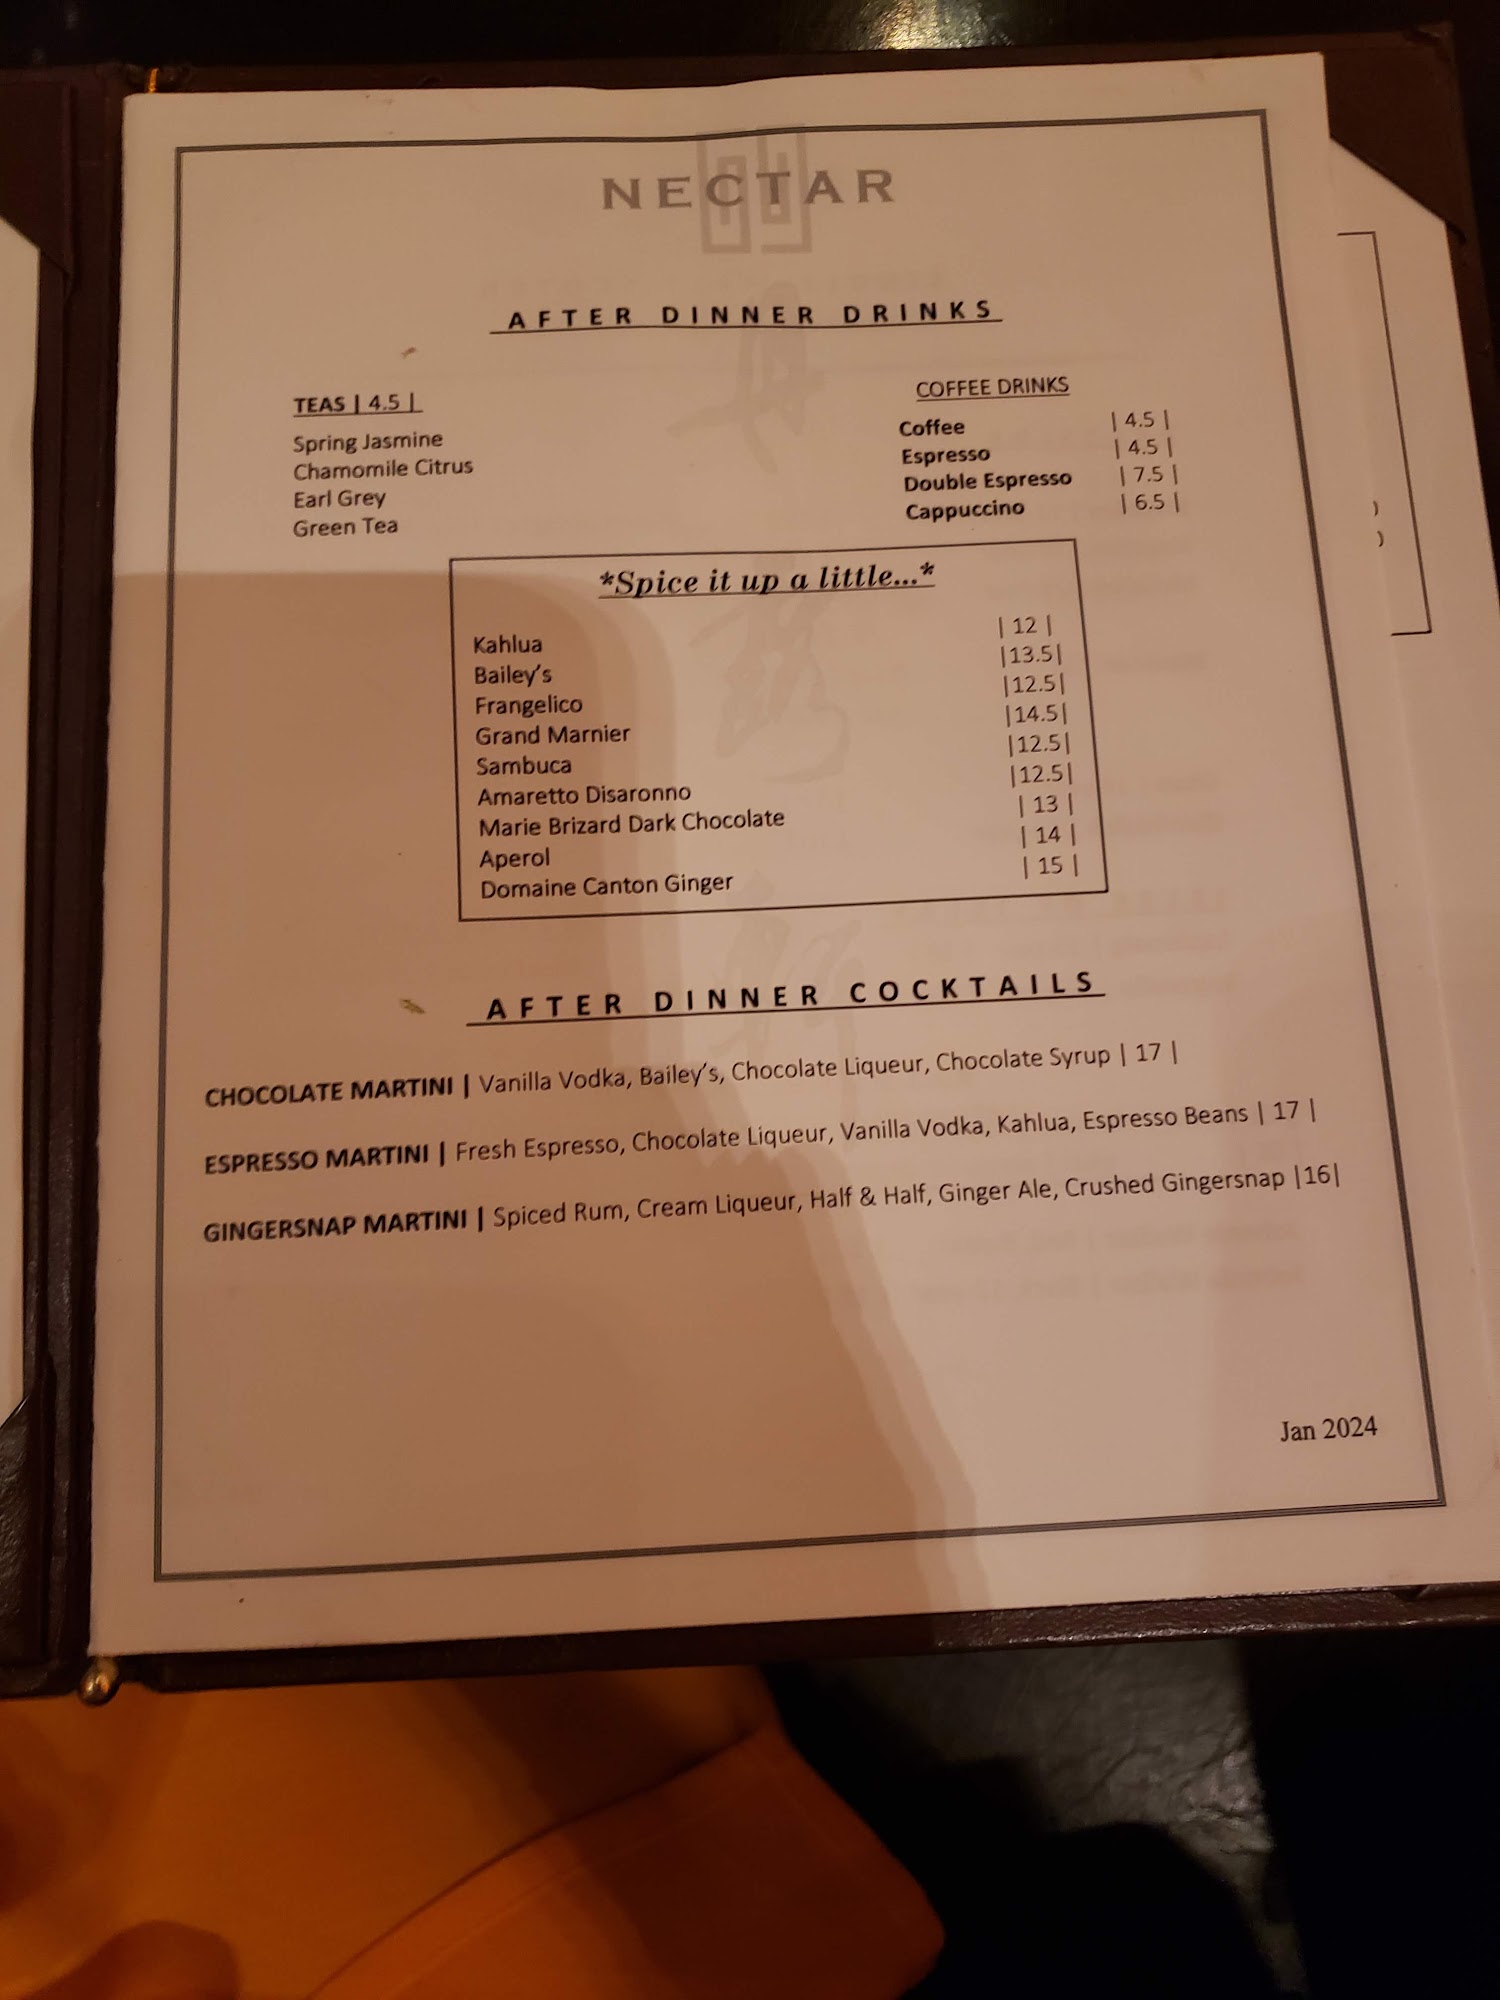 NECTAR
AFTER DINNER DRINKS
TEAS | 4.5 |
Spring Jasmine
Chamomile Citrus
Earl Grey
Green Tea
COFFEE DRINKS
Coffee | 4.5 |
Espresso | 4.5 |
Double Espresso | 7.5 |
Cappuccino | 6.5 |
*Spice it up a little...*
Kahlua | 12 |
Bailey's |13.5|
Frangelico |12.5|
Grand Marnier |14.5|
Sambuca |12.5|
Amaretto Disaronno |12.5|
Marie Brizard Dark Chocolate | 13 |
Aperol | 14 |
Domaine Canton Ginger | 15 |
AFTER DINNER COCKTAILS
CHOCOLATE MARTINI | Vanilla Vodka, Bailey's, Chocolate Liqueur, Chocolate Syrup | 17 |
ESPRESSO MARTINI | Fresh Espresso, Chocolate Liqueur, Vanilla Vodka, Kahlua, Espresso Beans | 17 |
GINGERSNAP MARTINI | Spiced Rum, Cream Liqueur, Half & Half, Ginger Ale, Crushed Gingersnap |16|
Jan 2024